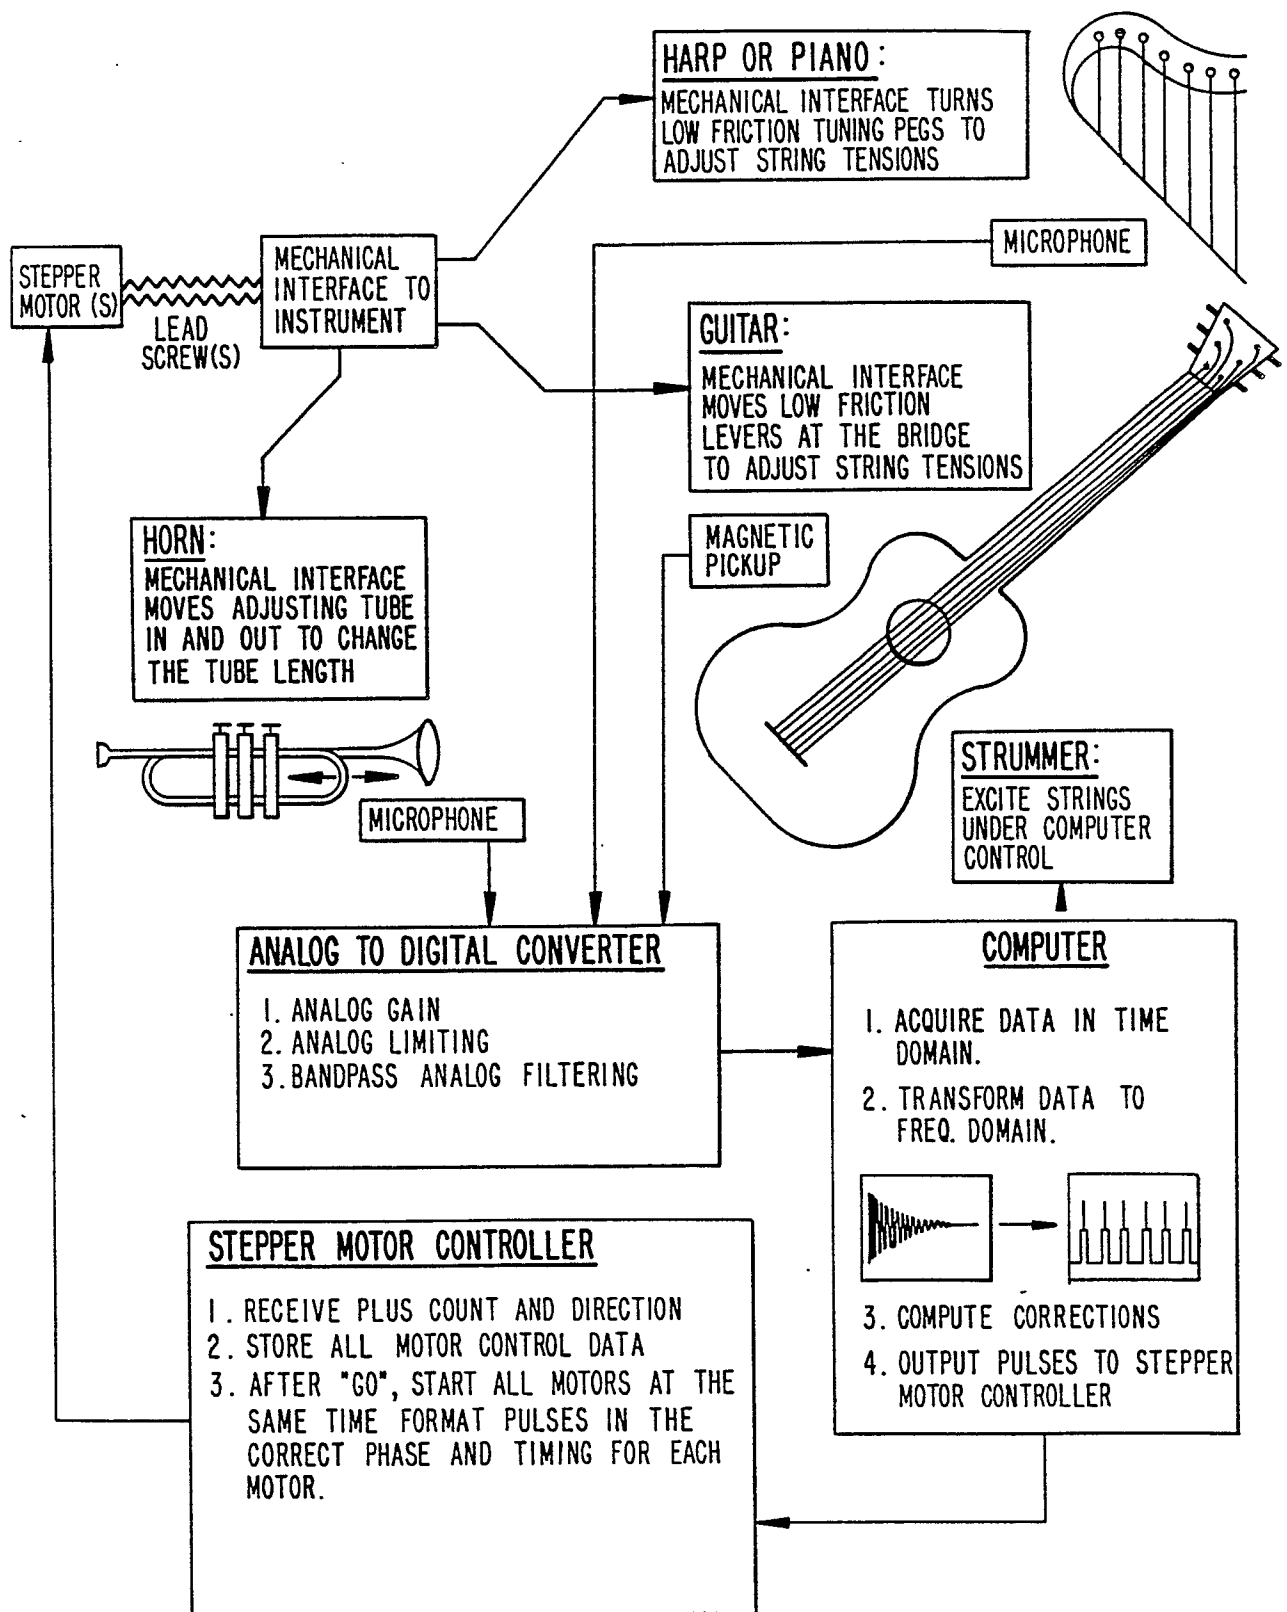 HARP OR PIANO:
MECHANICAL INTERFACE TURNS
LOW FRICTION TUNING PEGS TO
ADJUST STRING TENSIONS
MICROPHONE
STEPPER
MOTOR (S)
LEAD
SCREW(S)
MECHANICAL
INTERFACE TO
INSTRUMENT
GUITAR:
MECHANICAL INTERFACE
MOVES LOW FRICTION
LEVERS AT THE BRIDGE
TO ADJUST STRING TENSIONS
HORN:
MECHANICAL INTERFACE
MOVES ADJUSTING TUBE
IN AND OUT TO CHANGE
THE TUBE LENGTH
MAGNETIC
PICKUP
MICROPHONE
STRUMMER:
EXCITE STRINGS
UNDER COMPUTER
CONTROL
ANALOG TO DIGITAL CONVERTER
1. ANALOG GAIN
2. ANALOG LIMITING
3. BANDPASS ANALOG FILTERING
COMPUTER
1. ACQUIRE DATA IN TIME
DOMAIN.
2. TRANSFORM DATA TO
FREQ. DOMAIN.
3. COMPUTE CORRECTIONS
4. OUTPUT PULSES TO STEPPER
MOTOR CONTROLLER
STEPPER MOTOR CONTROLLER
1. RECEIVE PLUS COUNT AND DIRECTION
2. STORE ALL MOTOR CONTROL DATA
3. AFTER "GO", START ALL MOTORS AT THE
SAME TIME FORMAT PULSES IN THE
CORRECT PHASE AND TIMING FOR EACH
MOTOR.